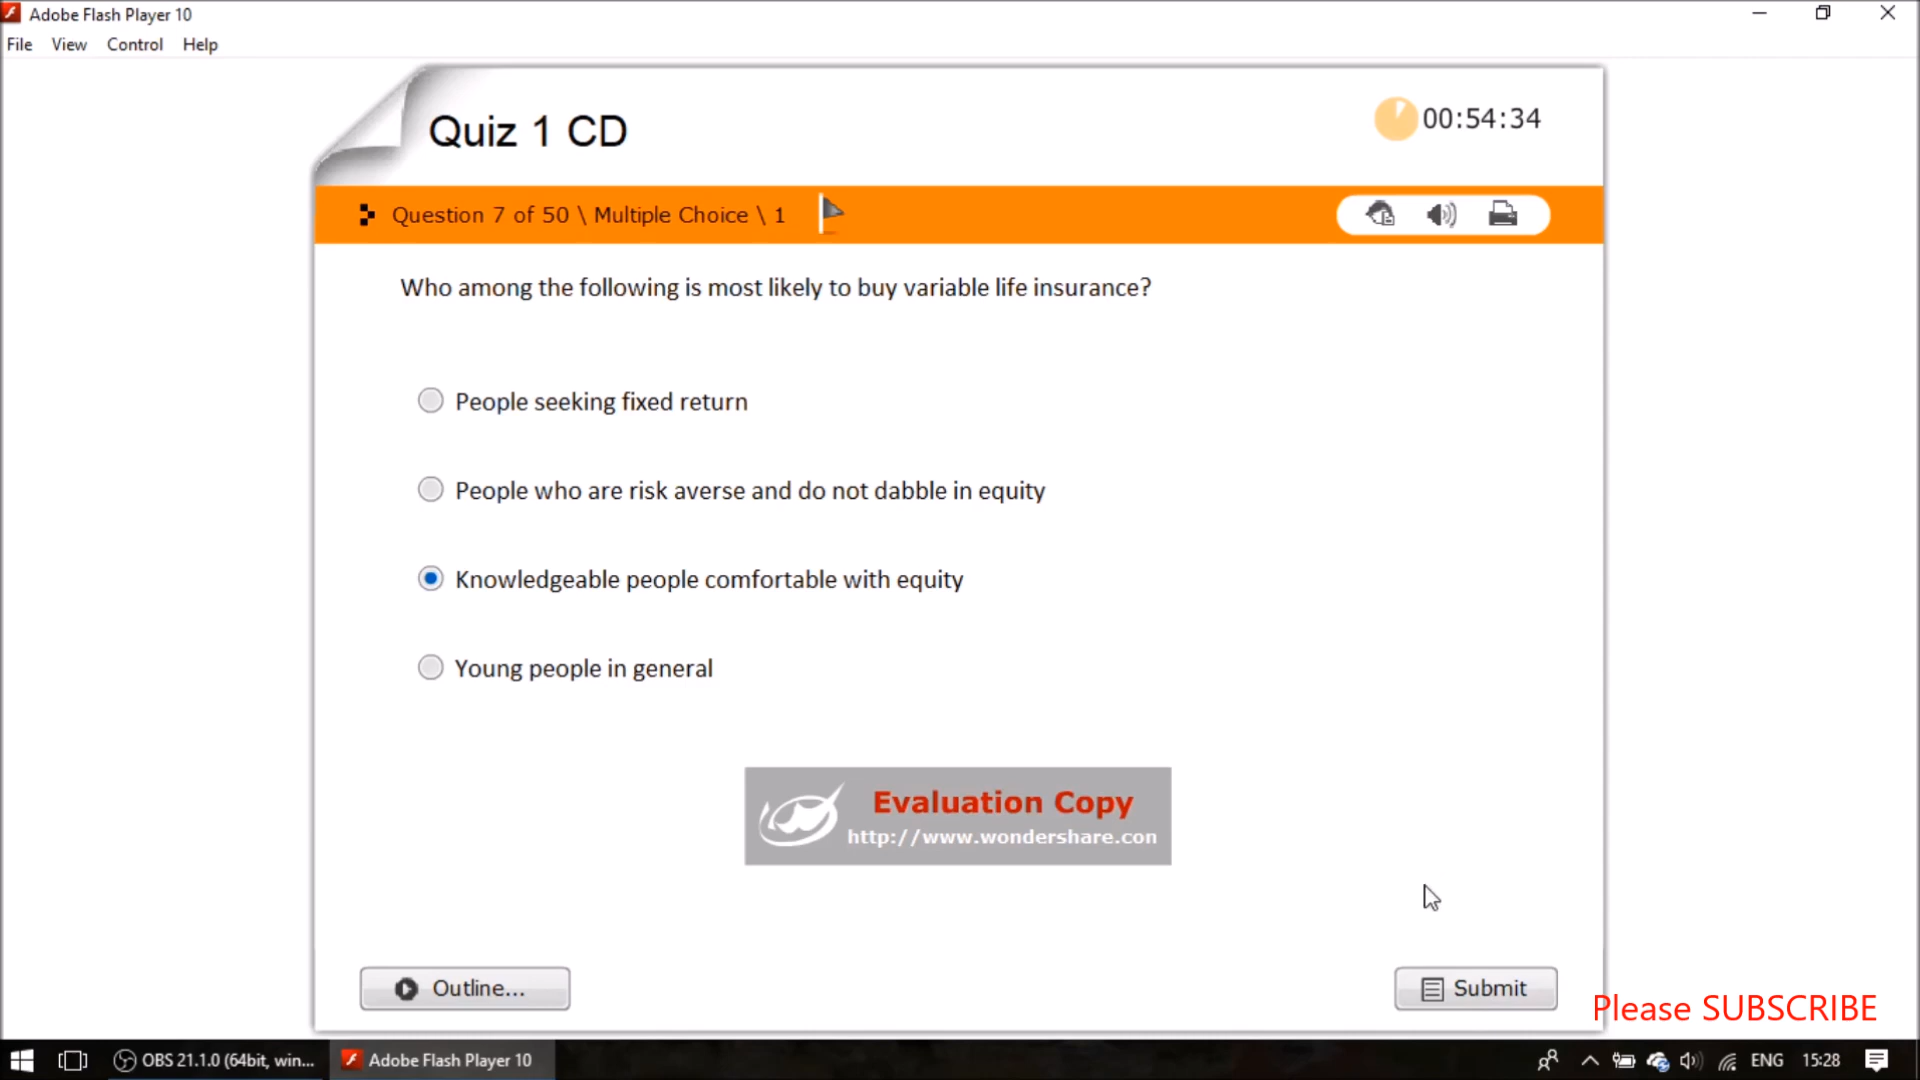 Adobe Flash Player 10
File View Control Help
Quiz 1 CD
00:54:34
Question 7 of 50 \ Multiple Choice \ 1
Who among the following is most likely to buy variable life insurance?
People seeking fixed return
People who are risk averse and do not dabble in equity
Knowledgeable people comfortable with equity
Young people in general
Evaluation Copy
http://www.wondershare.con
Outline...
Submit
Please SUBSCRIBE
OBS 21.1.0 (64bit, win... Adobe Flash Player 10 ENG 15:28